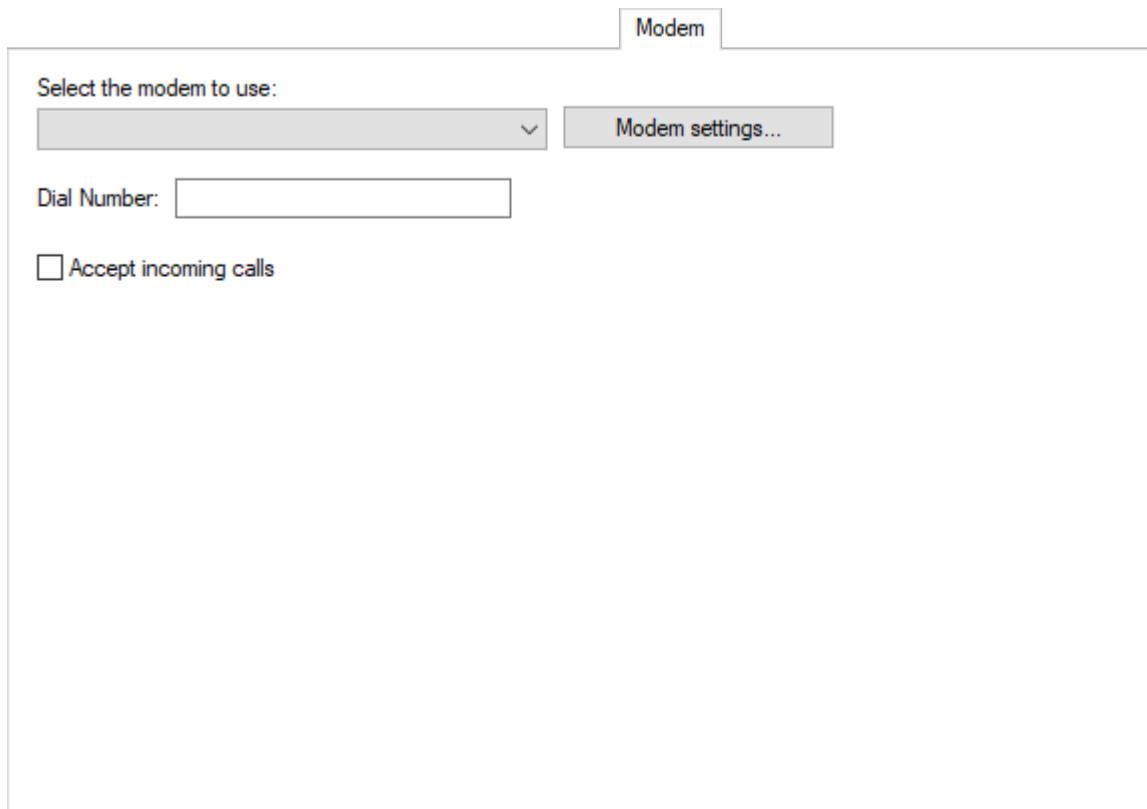 Modem
Select the modem to use:
Modem settings...
Dial Number:
Accept incoming calls